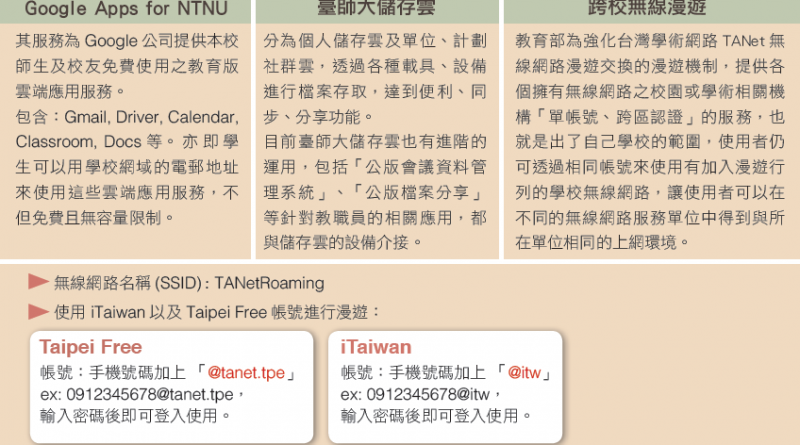 Google Apps for NTNU
其服務為 Google 公司提供本校
師生及校友免費使用之教育版
雲端應用服務。
包含：Gmail, Driver, Calendar,
Classroom, Docs 等。亦即學
生可以用學校網域的電郵地址
來使用這些雲端應用服務，不
但免費且無容量限制。
臺師大儲存雲
分為個人儲存雲及單位、計劃
社群雲，透過各種載具、設備
進行檔案存取，達到便利、同
步、分享功能。
目前臺師大儲存雲也有進階的
運用，包括「公版會議資料管
理系統」、「公版檔案分享」
等針對教職員的相關應用，都
與儲存雲的設備介接。
跨校無線漫遊
教育部為強化台灣學術網路 TANet 無
線網路漫遊交換的漫遊機制，提供各
個擁有無線網路之校園或學術相關機
構「單帳號、跨區認證」的服務，也
就是出了自己學校的範圍，使用者仍
可透過相同帳號來使用有加入漫遊行
列的學校無線網路，讓使用者可以在
不同的無線網路服務單位中得到與所
在單位相同的上網環境。
無線網路名稱 (SSID) : TANetRoaming
使用 iTaiwan 以及 Taipei Free 帳號進行漫遊：
Taipei Free
帳號：手機號碼加上 「@tanet.tpe」
ex: 0912345678@tanet.tpe，
輸入密碼後即可登入使用。
iTaiwan
帳號：手機號碼加上 「@itw」
ex: 0912345678@itw，
輸入密碼後即可登入使用。